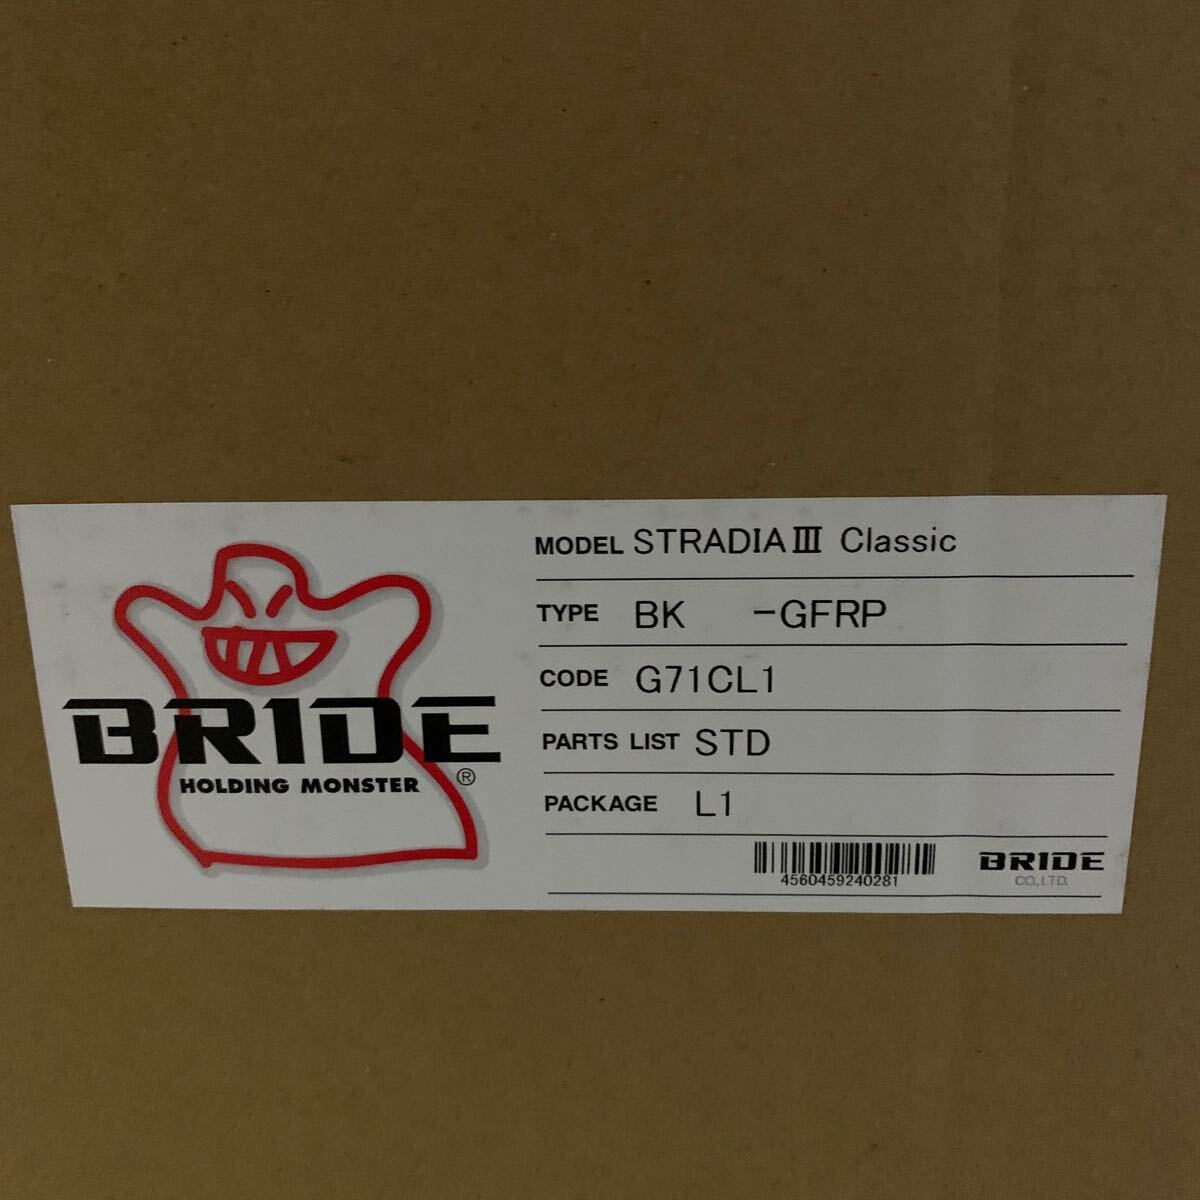 BRIDE
HOLDING MONSTER
®
MODEL STRADIA III Classic
TYPE BK -GFRP
CODE G71CL1
PARTS LIST STD
PACKAGE L1
4560459240281
BRIDE
CO.,LTD.